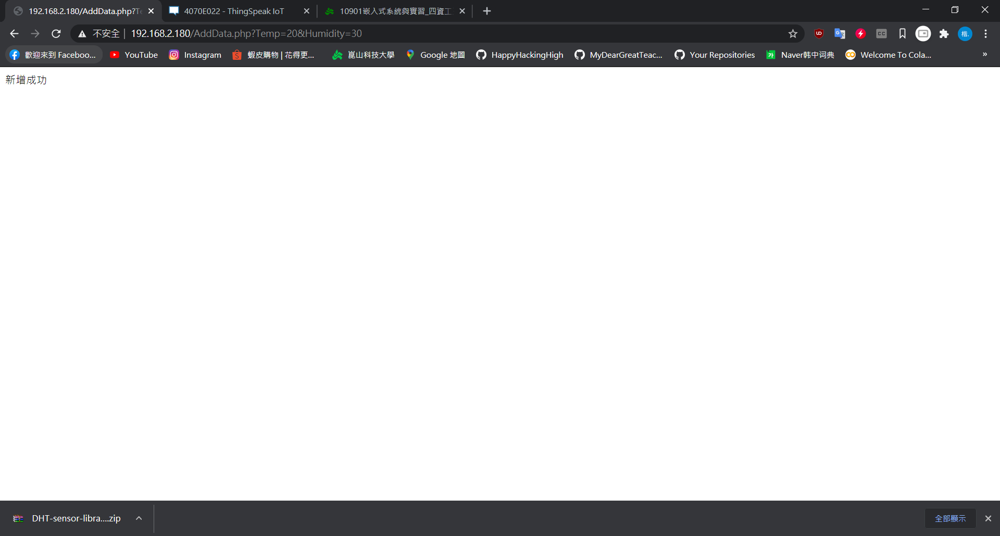 192.168.2.180/AddData.php?Te
4070E022 - ThingSpeak IoT
10901嵌入式系統與實習_四資工
不安全 192.168.2.180/AddData.php?Temp=20&Humidity=30
CC
楷.
歡迎來到 Faceboo...
YouTube
Instagram
蝦皮購物 | 花得更...
崑山科技大學
Google 地圖
HappyHackingHigh
MyDearGreatTeac...
Your Repositories
Naver韩中词典
Welcome To Cola...
»
新增成功
DHT-sensor-libra....zip
全部顯示